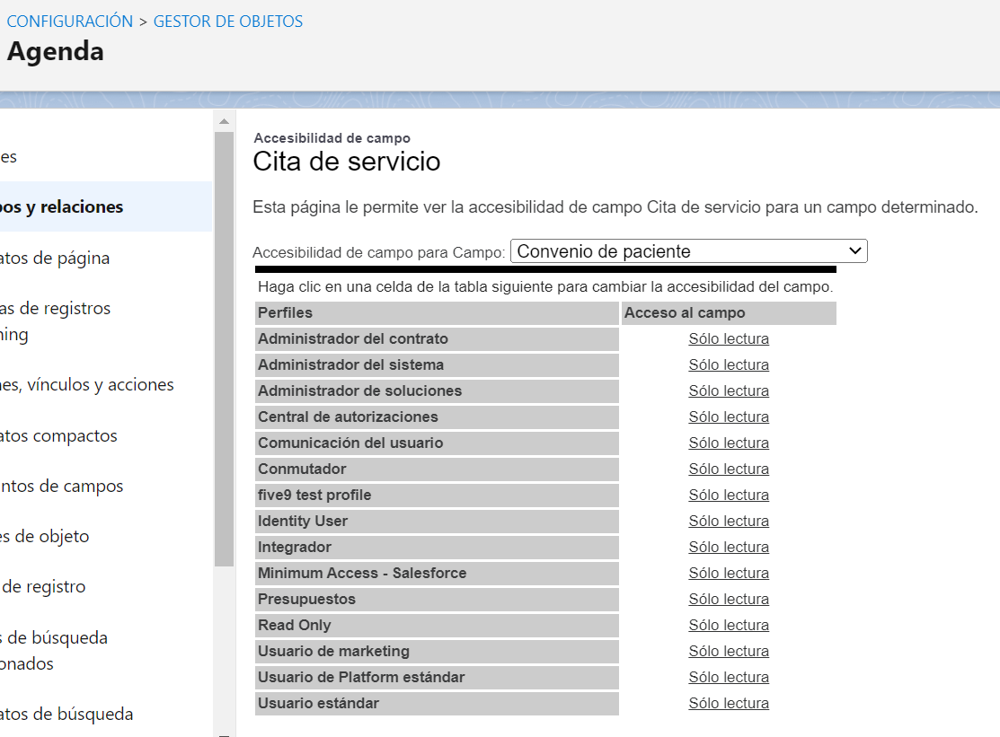 CONFIGURACIÓN > GESTOR DE OBJETOS
Agenda
es
os y relaciones
atos de página
as de registros
ning
es, vínculos y acciones
atos compactos
ntos de campos
s de objeto
de registro
s de búsqueda
onados
atos de búsqueda
Accesibilidad de campo
Cita de servicio
Esta página le permite ver la accesibilidad de campo Cita de servicio para un campo determinado.
Accesibilidad de campo para Campo: Convenio de paciente
Haga clic en una celda de la tabla siguiente para cambiar la accesibilidad del campo.
Perfiles Acceso al campo
Administrador del contrato Sólo lectura
Administrador del sistema Sólo lectura
Administrador de soluciones Sólo lectura
Central de autorizaciones Sólo lectura
Comunicación del usuario Sólo lectura
Conmutador Sólo lectura
five9 test profile Sólo lectura
Identity User Sólo lectura
Integrador Sólo lectura
Minimum Access - Salesforce Sólo lectura
Presupuestos Sólo lectura
Read Only Sólo lectura
Usuario de marketing Sólo lectura
Usuario de Platform estándar Sólo lectura
Usuario estándar Sólo lectura